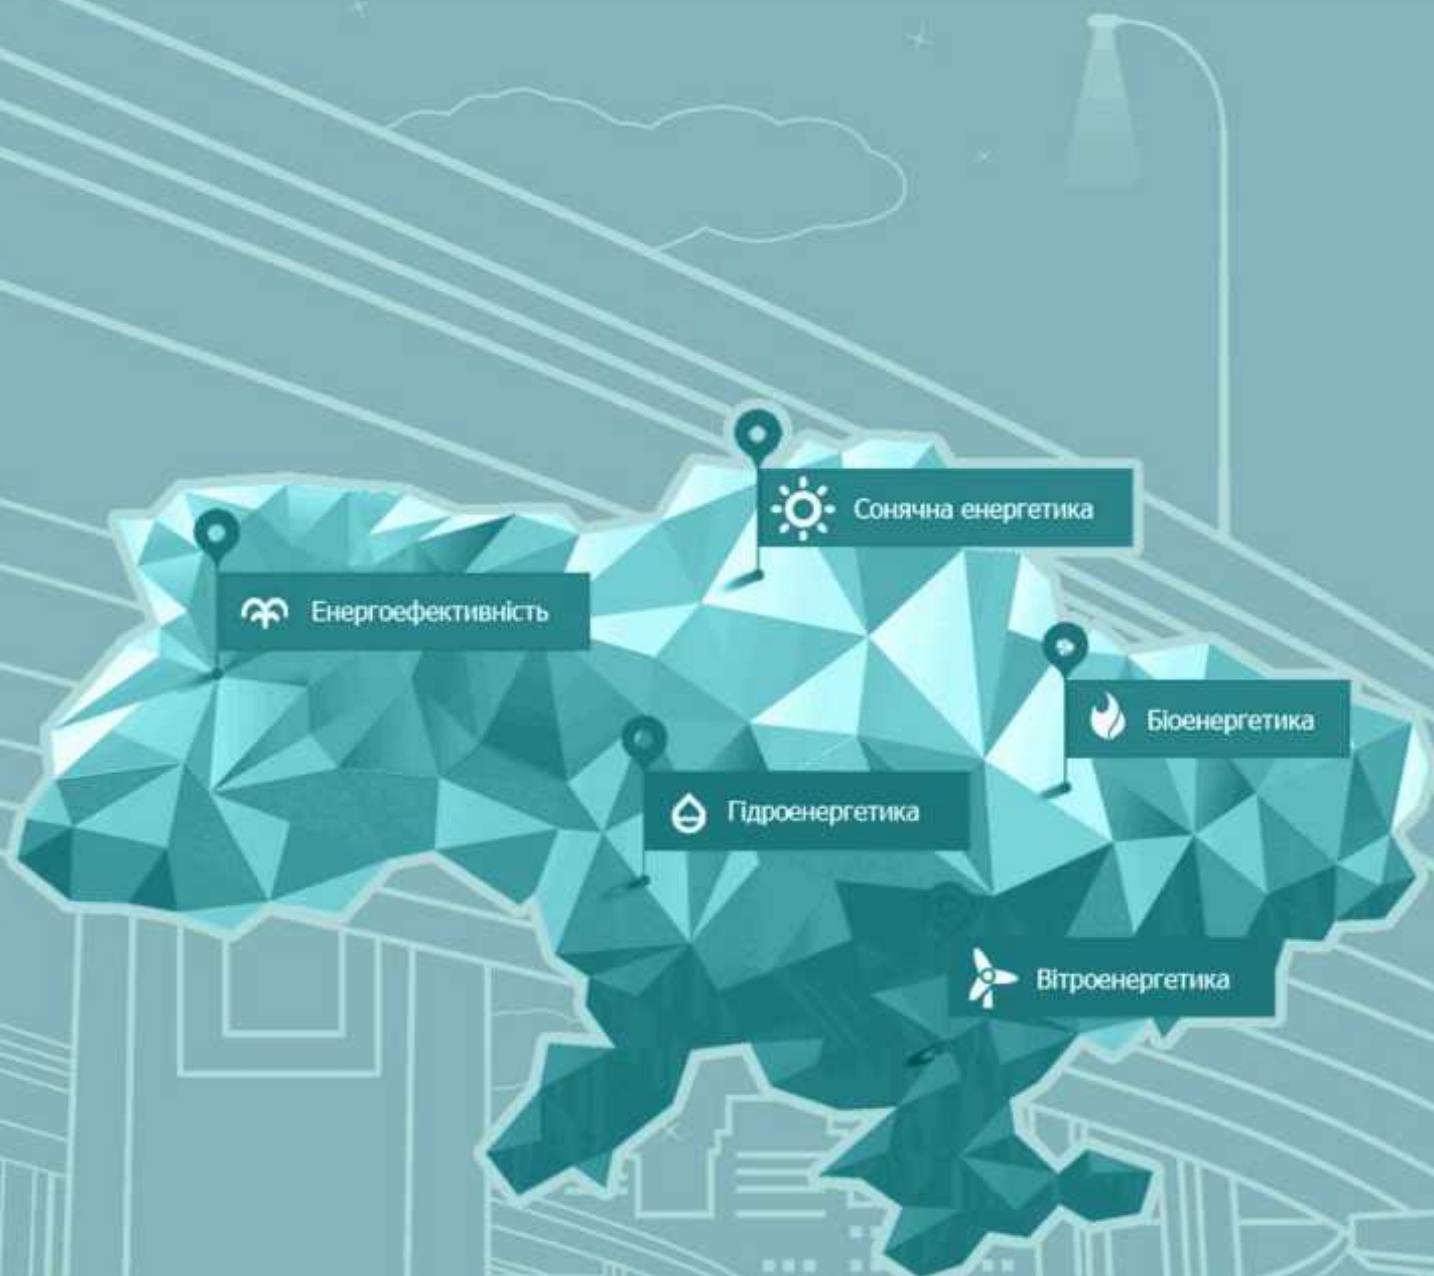 Сонячна енергетика
Енергоефективність
Біоенергетика
Гідроенергетика
Вітроенергетика